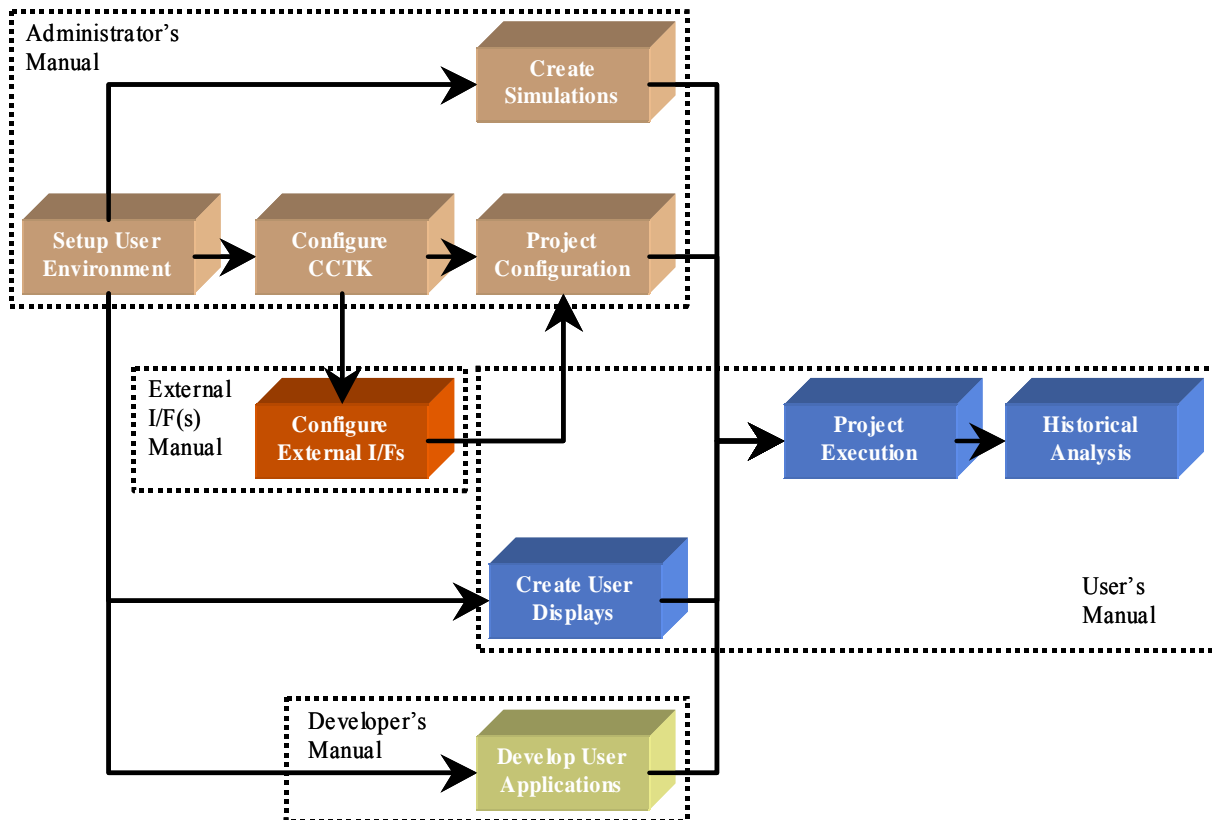 Administrator's
Manual
Create
Simulations
Setup User
Environment
Configure
CCTK
Project
Configuration
External
I/F(s)
Manual
Configure
External I/Fs
Project
Execution
Historical
Analysis
Create User
Displays
User's
Manual
Developer's
Manual
Develop User
Applications